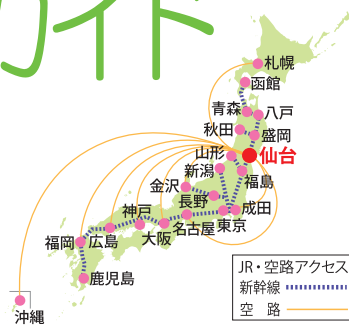 ガイド
札幌
函館
青森
八戸
秋田
盛岡
山形
仙台
新潟
福島
金沢
長野
成田
神戸
東京
名古屋
福岡
広島
大阪
鹿児島
沖縄
JR・空路アクセス
新幹線
空 路